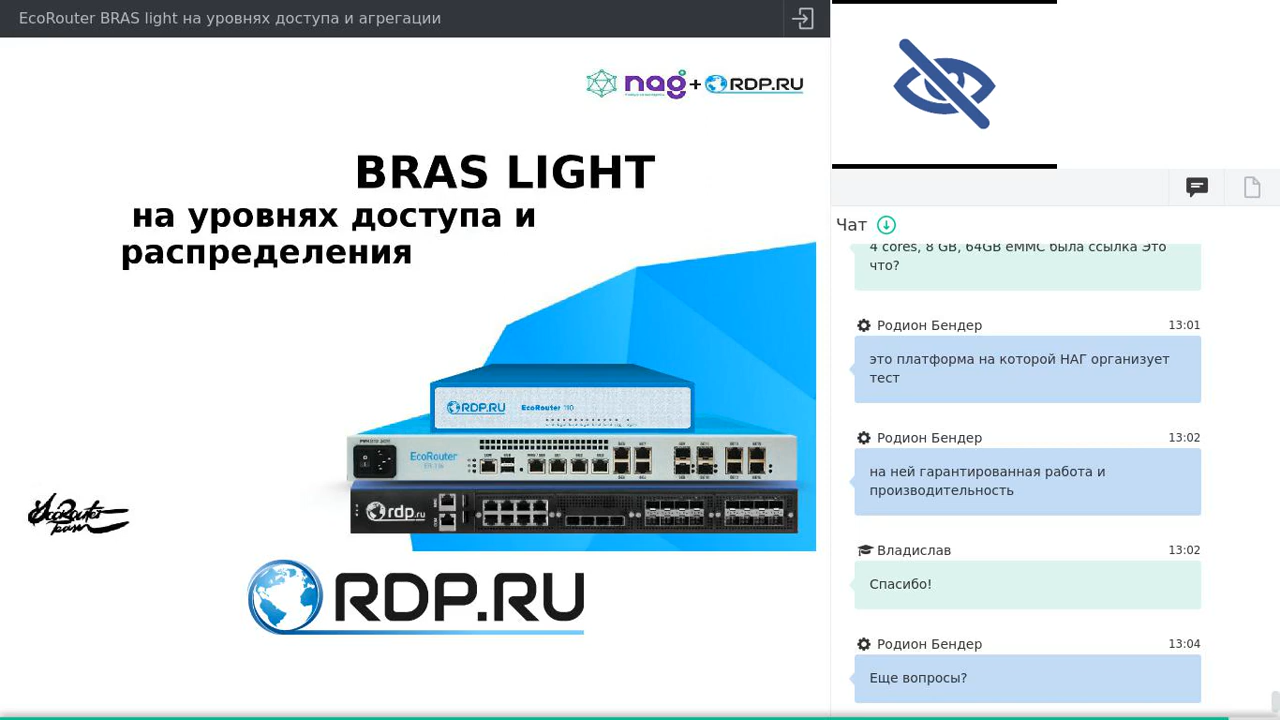 EcoRouter BRAS light на уровнях доступа и агрегации
nag + RDP.RU
BRAS LIGHT
на уровнях доступа и
распределения
RDP.RU EcoRouter
EcoRouter
rdp.ru
EcoRouter
team
RDP.RU
Чат
4 cores, 8 GB, 64GB eMMC была ссылка Это
что?
Родион Бендер 13:01
это платформа на которой НАГ организует
тест
Родион Бендер 13:02
на ней гарантированная работа и
производительность
Владислав 13:02
Спасибо!
Родион Бендер 13:04
Еще вопросы?